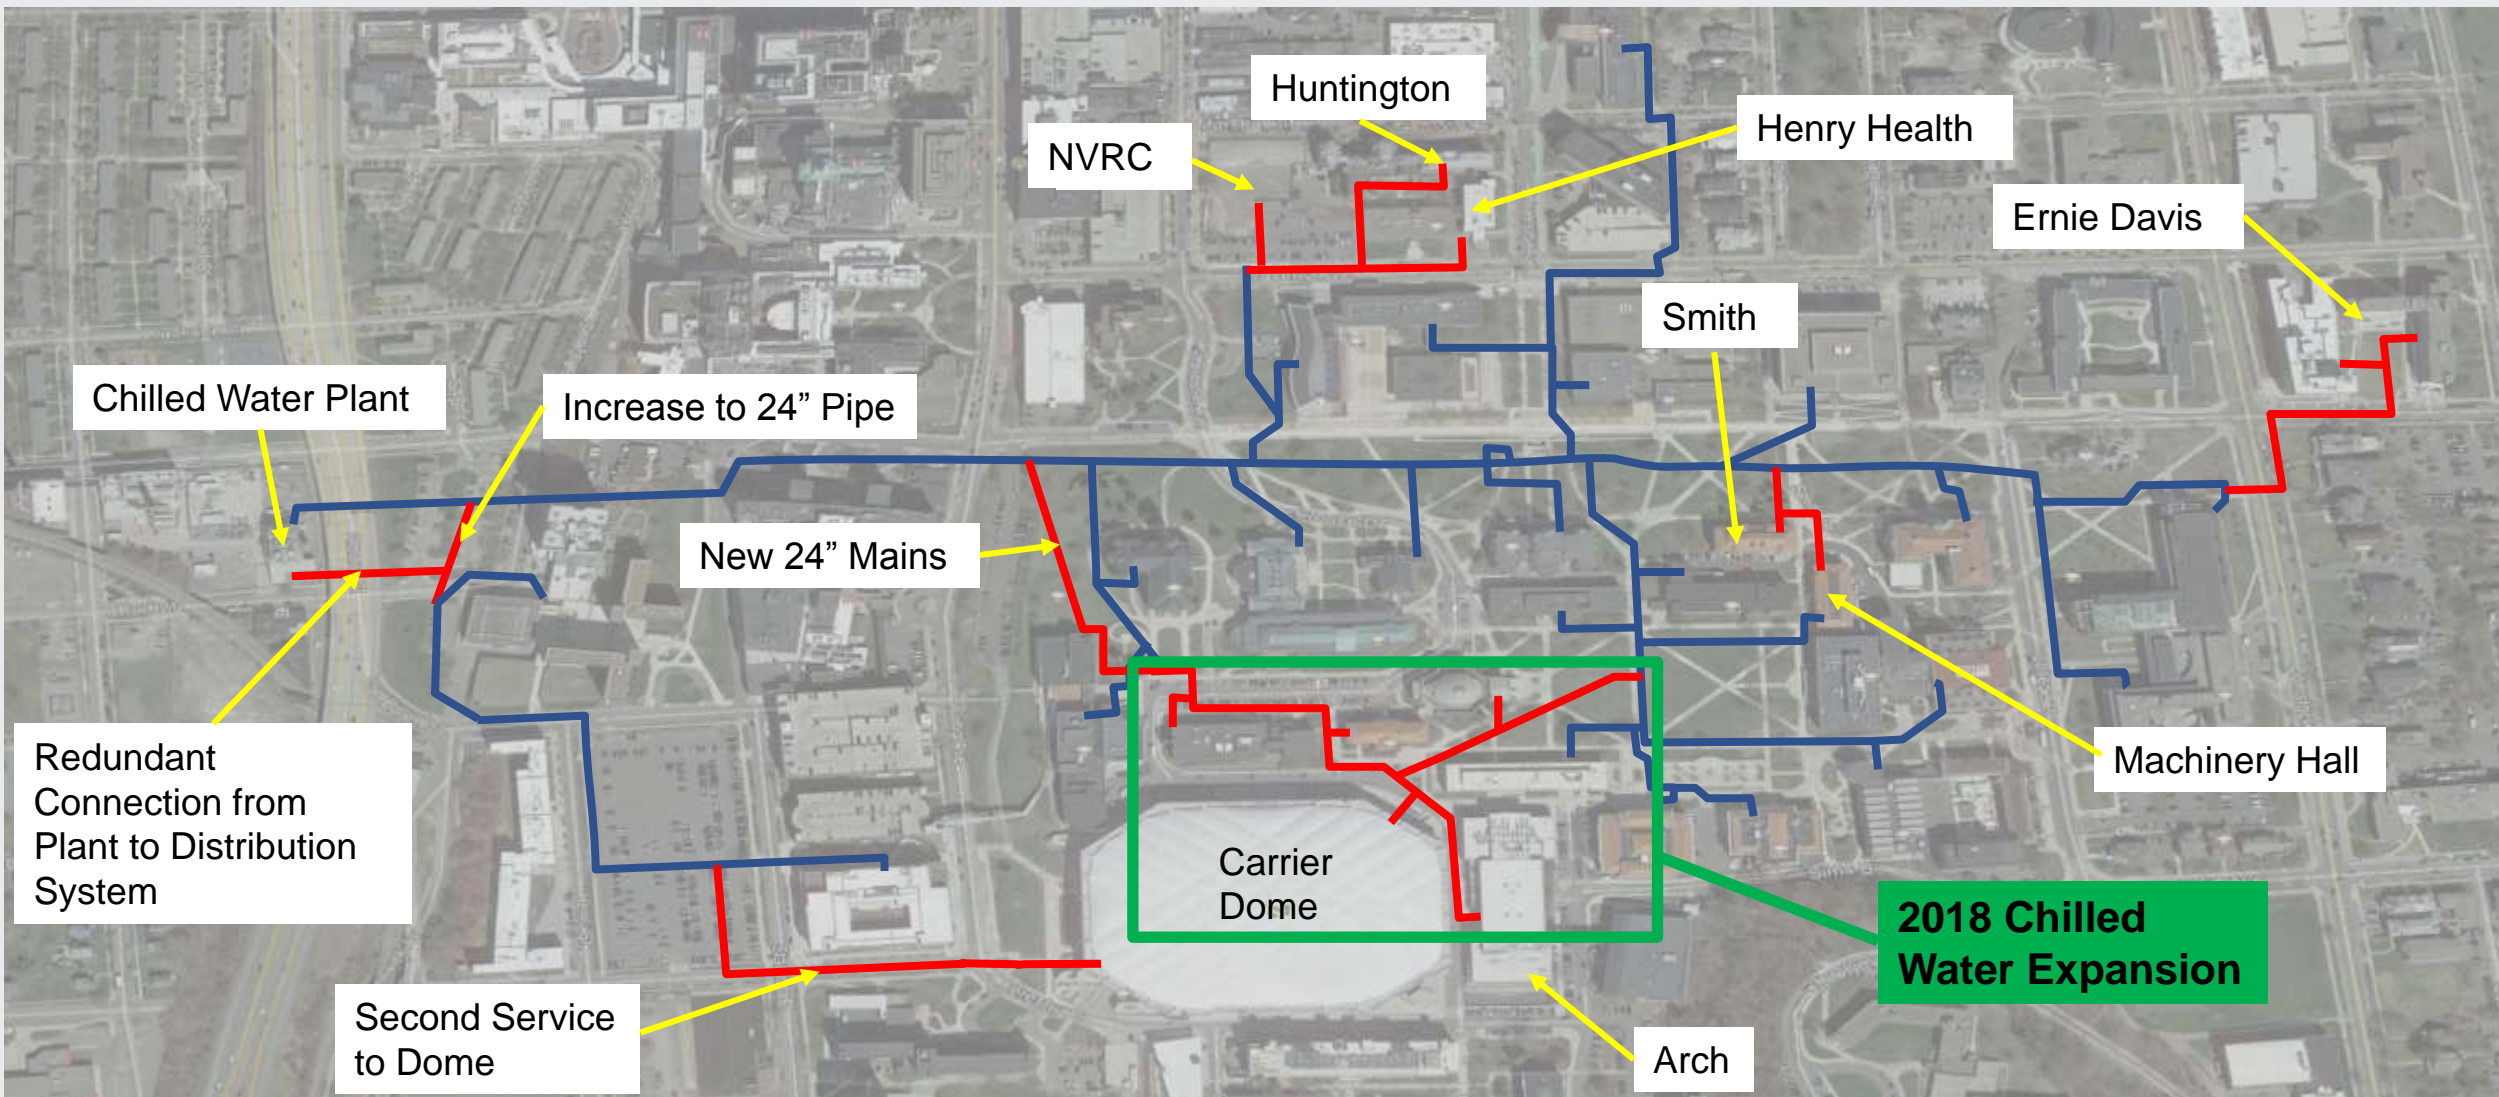 Huntington
Henry Health
NVRC
Ernie Davis
Smith
Chilled Water Plant
Increase to 24” Pipe
New 24” Mains
Redundant
Connection from
Plant to Distribution
System
Machinery Hall
Carrier
Dome
2018 Chilled
Water Expansion
Second Service
to Dome
Arch